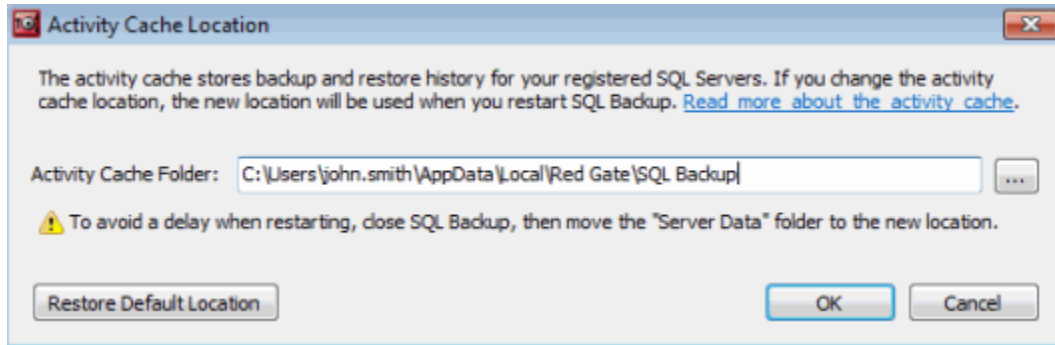 Activity Cache Location
The activity cache stores backup and restore history for your registered SQL Servers. If you change the activity
cache location, the new location will be used when you restart SQL Backup. Read more about the activity cache.
Activity Cache Folder: C:\Users\john.smith\AppData\Local\Red Gate\SQL Backup ...
To avoid a delay when restarting, close SQL Backup, then move the "Server Data" folder to the new location.
Restore Default Location OK Cancel